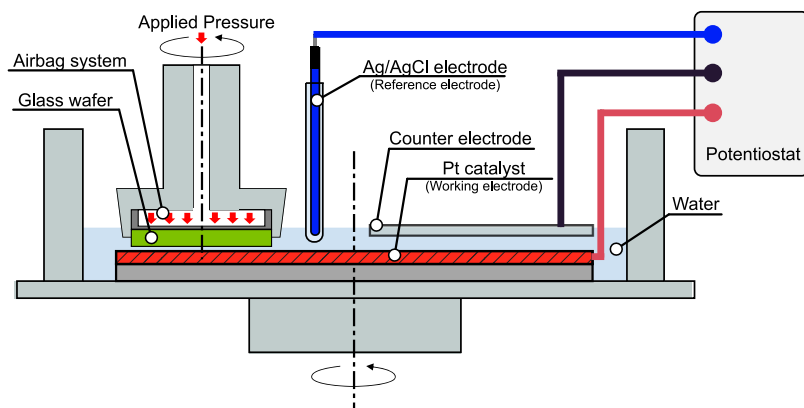 Applied Pressure
Airbag system
Glass wafer
Ag/AgCl electrode
(Reference electrode)
Counter electrode
Pt catalyst
(Working electrode)
Potentiostat
Water